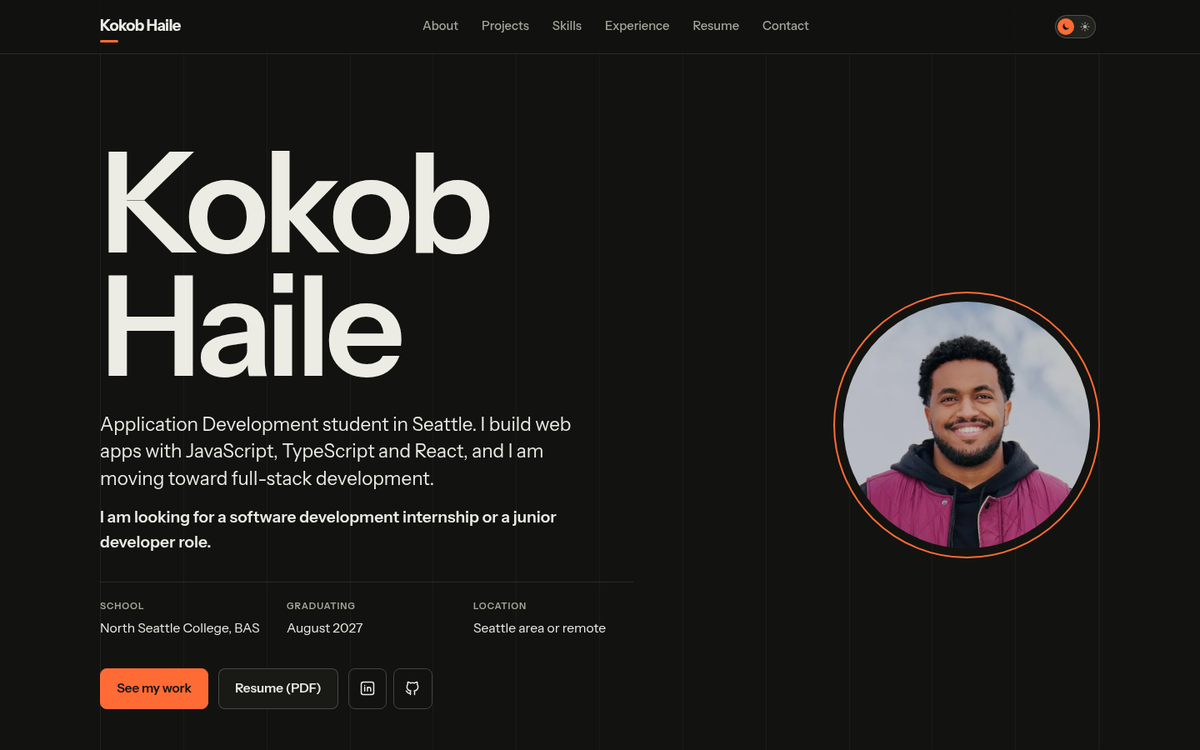 Kokob Haile
About
Projects
Skills
Experience
Resume
Contact
Kokob
Haile
Application Development student in Seattle. I build web
apps with JavaScript, TypeScript and React, and I am
moving toward full-stack development.
I am looking for a software development internship or a junior
developer role.
SCHOOL
North Seattle College, BAS
GRADUATING
August 2027
LOCATION
Seattle area or remote
See my work
Resume (PDF)
in